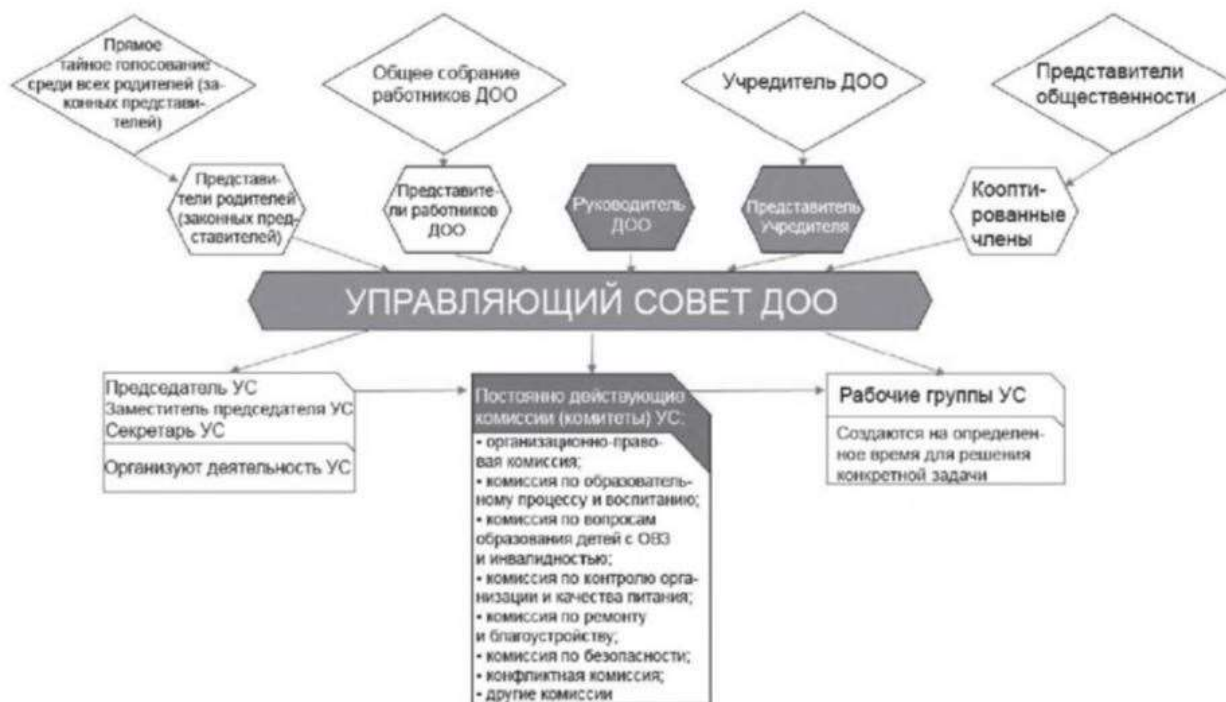 Прямое
тайное голосование
среди всех родителей (за-
конных представи-
телей)
Общее собрание
работников ДОО
Учредитель ДОО
Представители
общественности
Представи-
тели родителей
(законных пред-
ставителей)
Представите-
ли работников
ДОО
Руководитель
ДОО
Представитель
Учредителя
Коопти-
рованные
члены
УПРАВЛЯЮЩИЙ СОВЕТ ДОО
Председатель УС
Заместитель председателя УС
Секретарь УС
Организуют деятельность УС
Постоянно действующие
комиссии (комитеты) УС:
• организационно-право-
вая комиссия;
• комиссия по образователь-
ному процессу и воспитанию;
• комиссия по вопросам
образования детей с ОВЗ
и инвалидностью;
• комиссия по контролю орга-
низации и качества питания;
• комиссия по ремонту
и благоустройству;
• комиссия по безопасности;
• конфликтная комиссия;
• другие комиссии
Рабочие группы УС
Создаются на определен-
ное время для решения
конкретной задачи